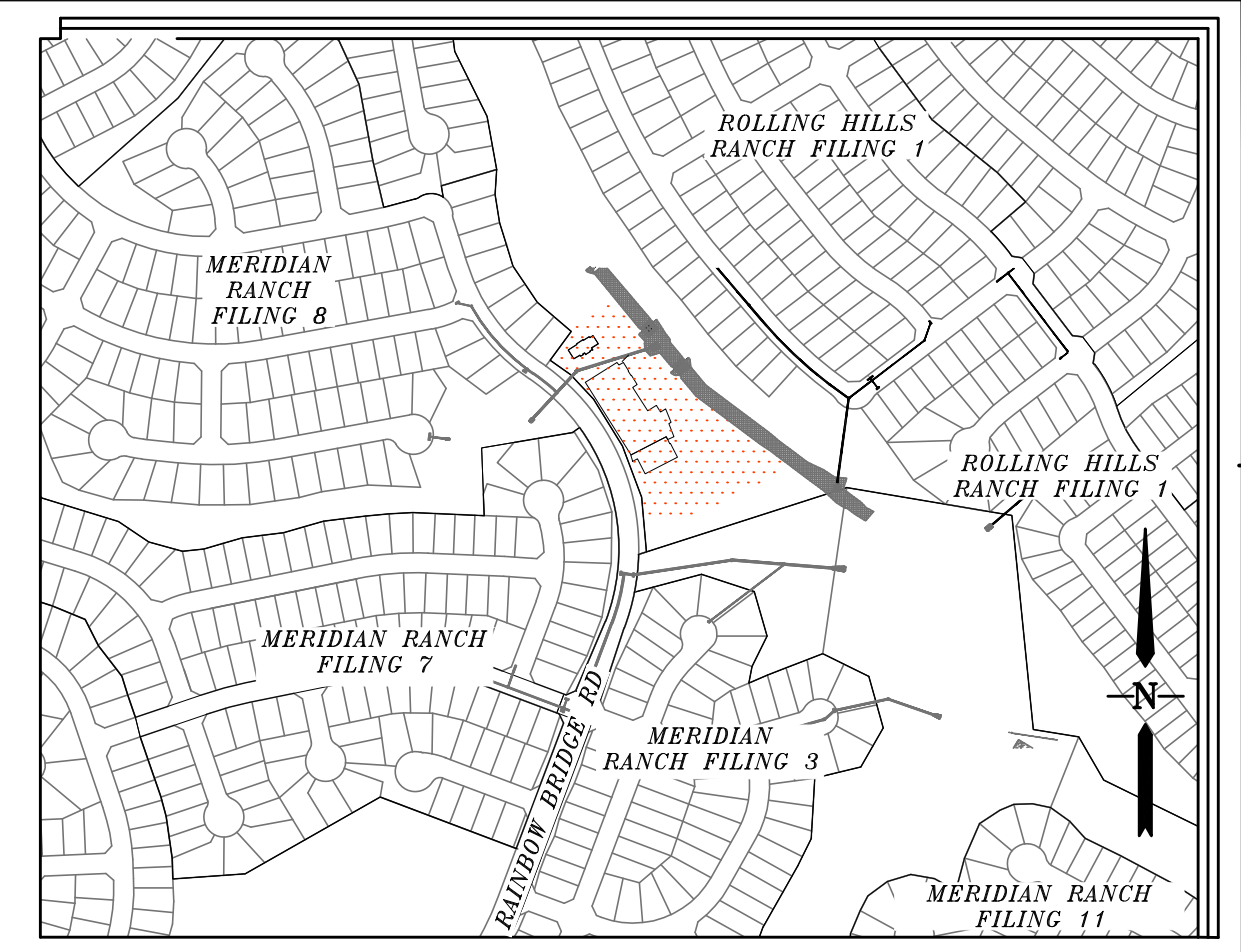 ROLLING HILLS
RANCH FILING 1
MERIDIAN
RANCH
FILING 8
ROLLING HILLS
RANCH FILING 1
MERIDIAN RANCH
FILING 7
RAINBOW BRIDGE RD
MERIDIAN
RANCH FILING 3
N
MERIDIAN RANCH
FILING 11